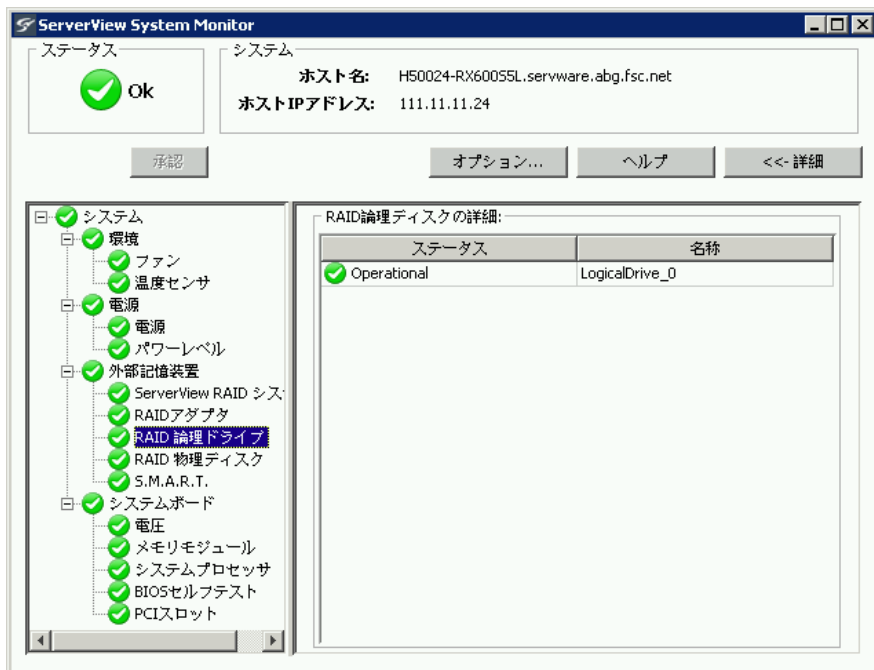 ServerView System Monitor
ステータス
Ok
システム
ホスト名: H50024-RX600S5L.servware.abg.fsc.net
ホストIPアドレス: 111.11.11.24
承認
オプション...
ヘルプ
<<- 詳細
システム
環境
ファン
温度センサ
電源
電源
パワーレベル
外部記憶装置
ServerView RAID シス
RAIDアダプタ
RAID 論理ドライブ
RAID 物理ディスク
S.M.A.R.T.
システムボード
電圧
メモリモジュール
システムプロセッサ
BIOSセルフテスト
PCIスロット
RAID論理ディスクの詳細:
ステータス 名称
Operational LogicalDrive_0